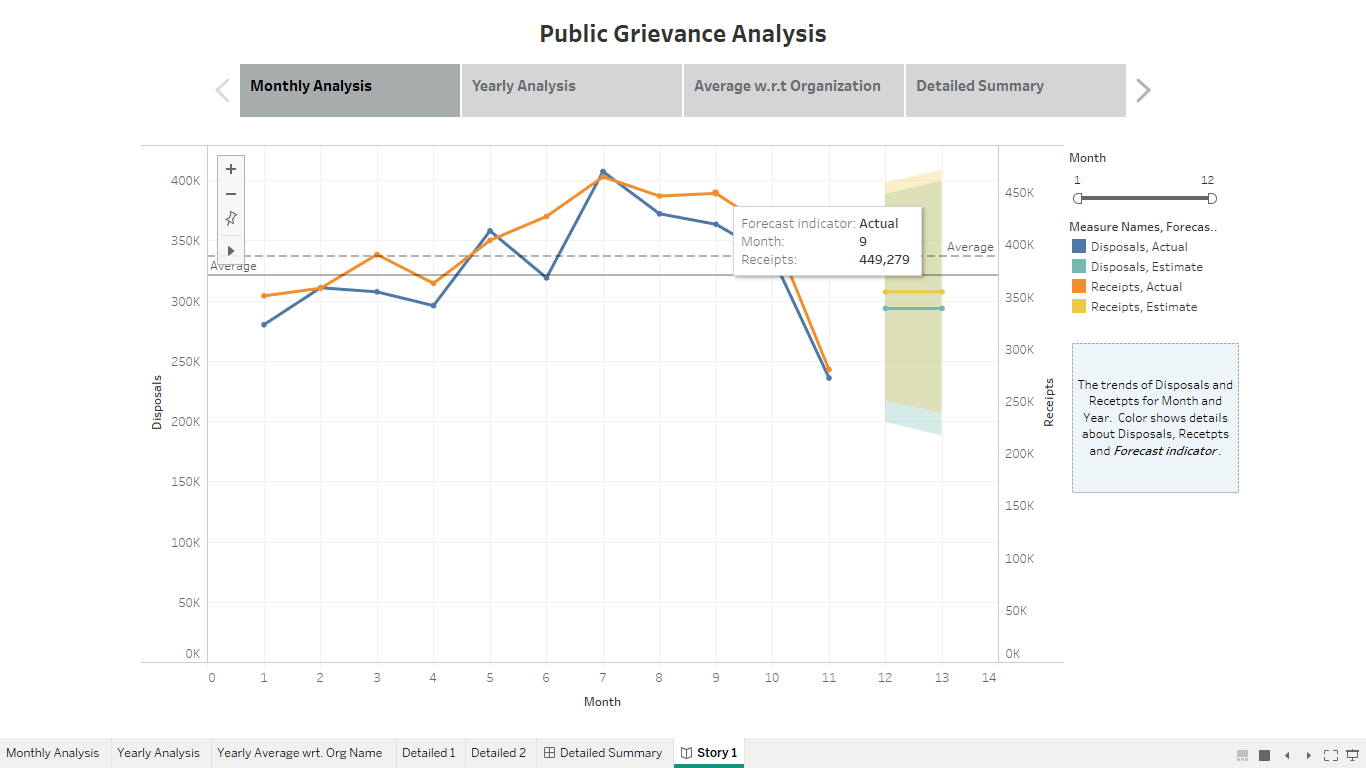 Public Grievance Analysis
Monthly Analysis
Yearly Analysis
Average w.r.t Organization
Detailed Summary
400K
350K
300K
250K
200K
150K
100K
50K
0K
Disposals
Average
Average
Forecast indicator: Actual
Month: 9
Receipts: 449,279
450K
400K
350K
300K
250K
200K
150K
100K
50K
0K
Receipts
0 1 2 3 4 5 6 7 8 9 10 11 12 13 14
Month
Month
1 12
Measure Names, Forecas..
Disposals, Actual
Disposals, Estimate
Receipts, Actual
Receipts, Estimate
The trends of Disposals and
Recetpts for Month and
Year. Color shows details
about Disposals, Recetpts
and Forecast indicator.
Monthly Analysis
Yearly Analysis
Yearly Average wrt. Org Name
Detailed 1
Detailed 2
Detailed Summary
Story 1